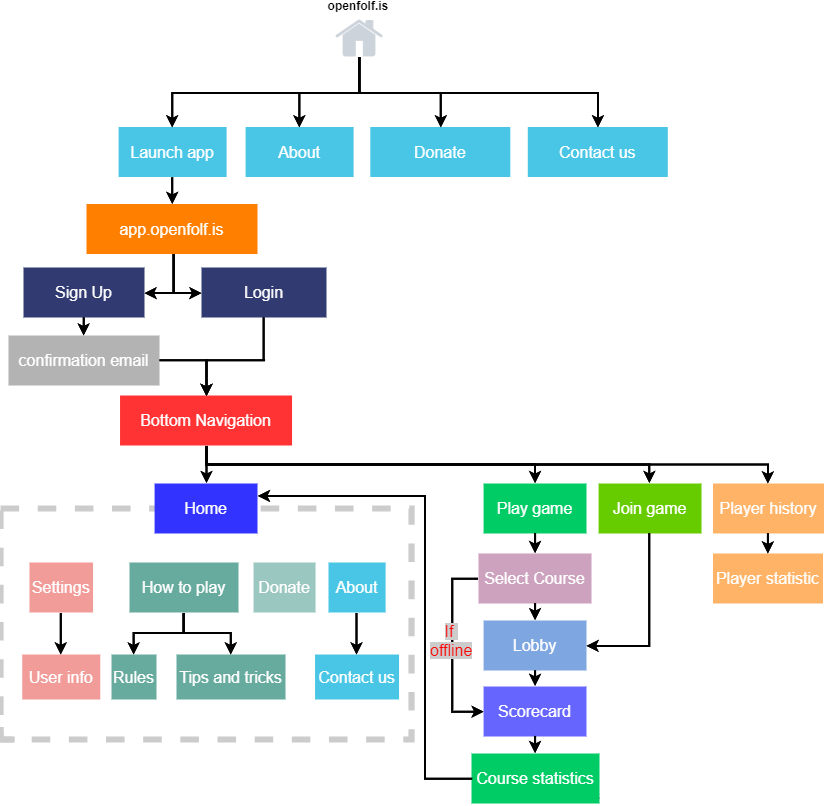 openfolf.is
Launch app
About
Donate
Contact us
app.openfolf.is
Sign Up
Login
confirmation email
Bottom Navigation
Home
Play game
Join game
Player history
Settings
How to play
Donate
About
Select Course
Player statistic
If
offline
Lobby
User info
Rules
Tips and tricks
Contact us
Scorecard
Course statistics